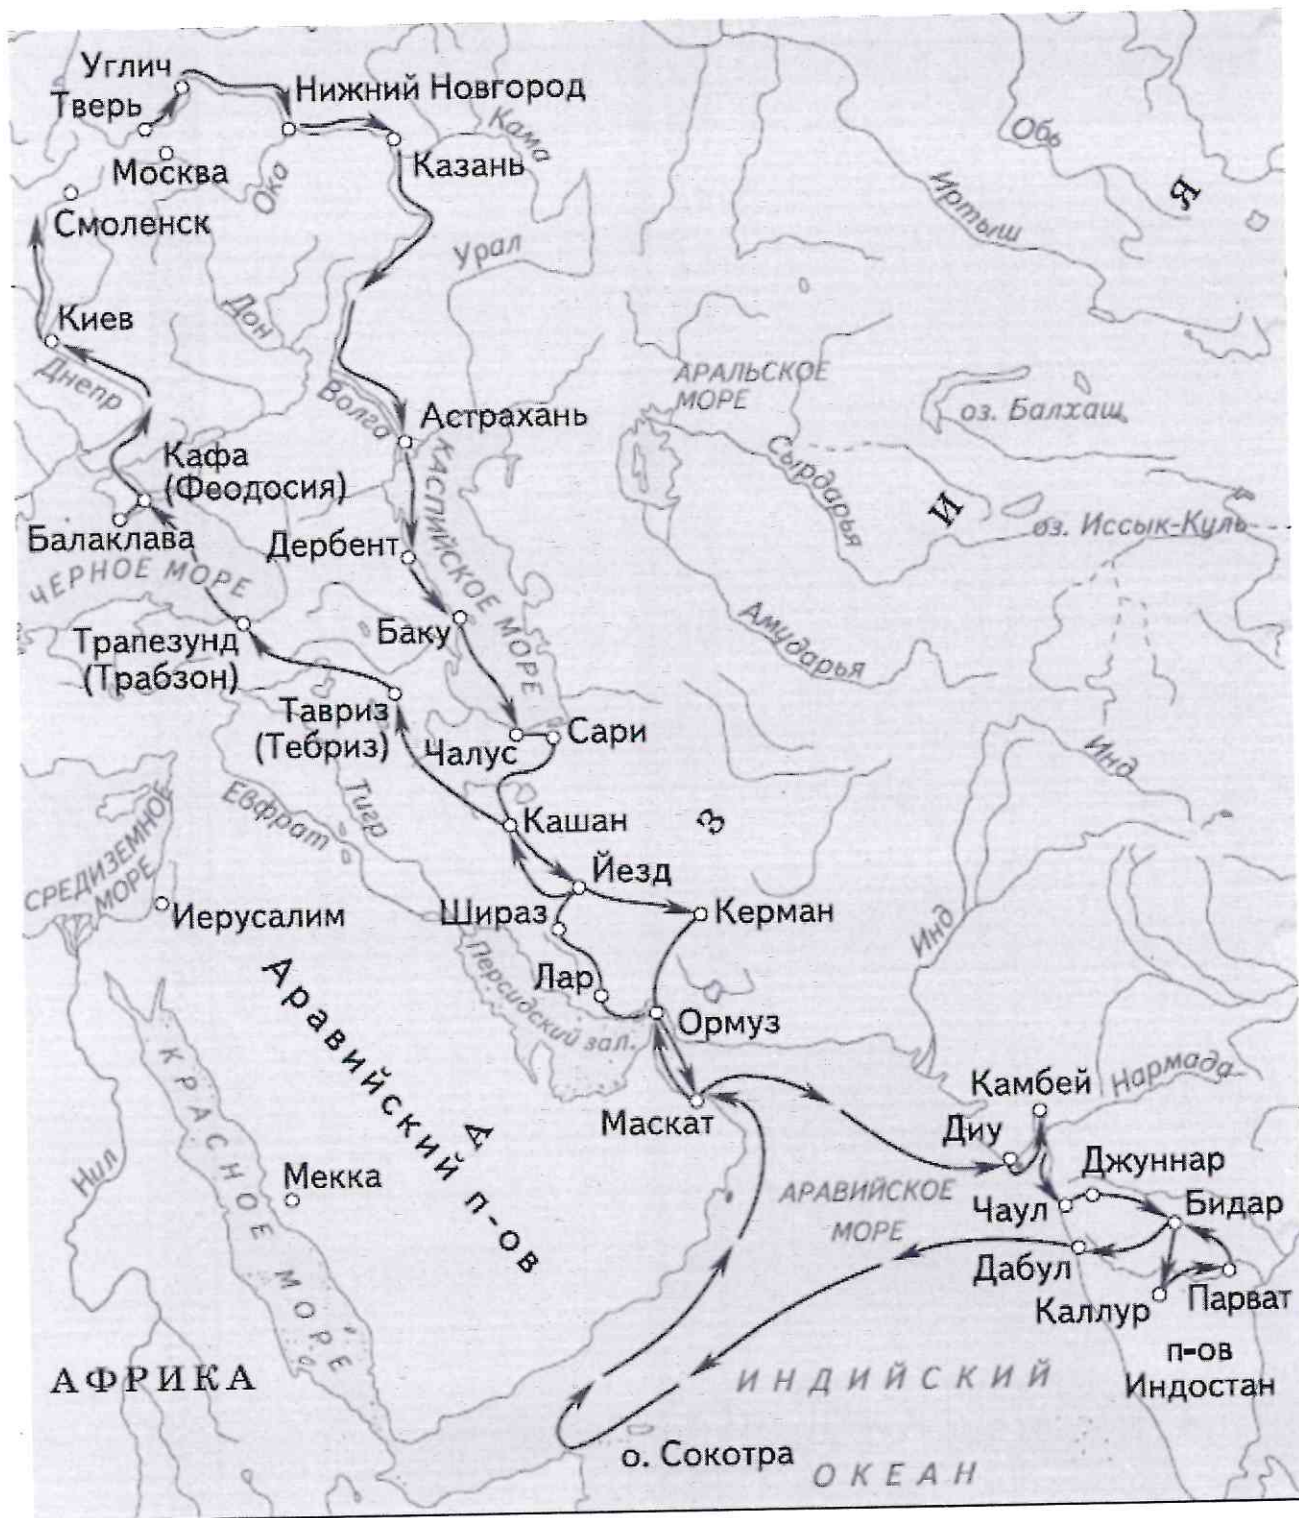 Углич
Тверь
Нижний Новгород
Кама
Обь
Москва
Ока
Казань
Иртыш
Я
Смоленск
Урал
Киев
Дон
Днепр
Волга
АРАЛЬСКОЕ
МОРЕ
оз. Балхаш
Астрахань
Кафа
(Феодосия)
КАСПИЙСКОЕ МОРЕ
Сырдарья
И
оз. Иссык-Куль
Балаклава
Дербент
ЧЕРНОЕ МОРЕ
Баку
Амударья
Трапезунд
(Трабзон)
Тавриз
(Тебриз)
Чалус
Сари
Инд
Евфрат
Тигр
Кашан
З
СРЕДИЗЕМНОЕ
МОРЕ
Йезд
Иерусалим
Шираз
Керман
Инд
Лар
Персидский зал.
Ормуз
Аравийский п-ов
КРАСНОЕ МОРЕ
Маскат
Камбей
Нармада
Диу
А
Нил
Мекка
Джуннар
АРАВИЙСКОЕ
МОРЕ
Чаул
Бидар
Дабул
Каллур
Парват
АФРИКА
п-ов
Индостан
ИНДИЙСКИЙ
ОКЕАН
о. Сокотра